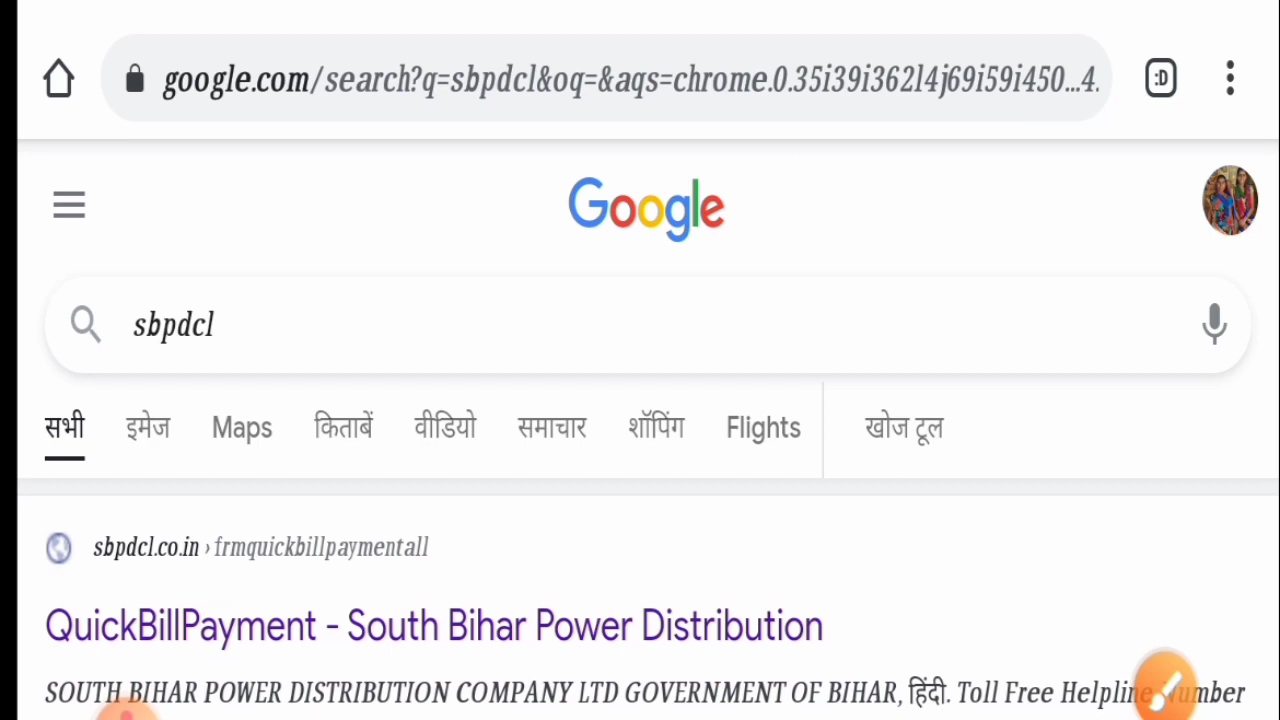 google.com/search?q=sbpdcl&oq=&aqs=chrome.0.35i39i362l4j69i59i450...4.
:D
Google
sbpdcl
सभी इमेज Maps किताबें वीडियो समाचार शॉपिंग Flights खोज टूल
sbpdcl.co.in › frmquickbillpaymentall
QuickBillPayment - South Bihar Power Distribution
SOUTH BIHAR POWER DISTRIBUTION COMPANY LTD GOVERNMENT OF BIHAR, हिंदी. Toll Free Helpline Number